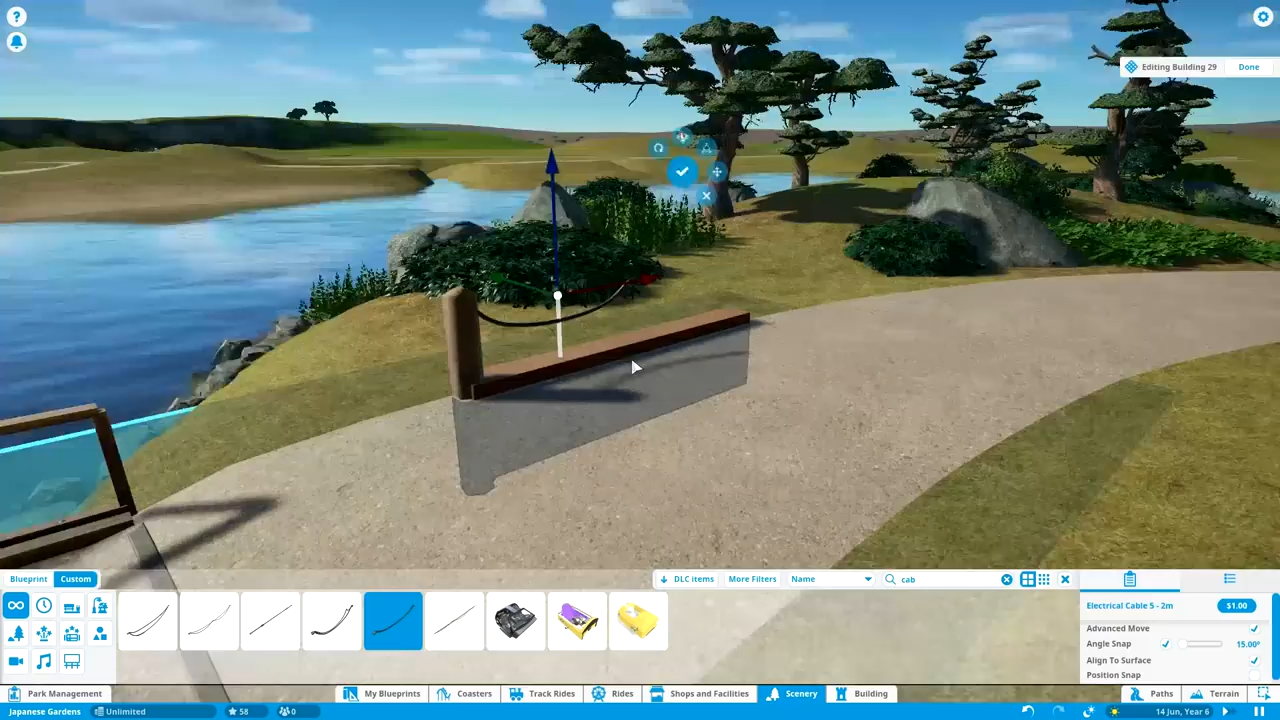 ?
Editing Building 29 Done
Blueprint Custom
DLC items More Filters Name cab
Electrical Cable 5 - 2m $1.00
Advanced Move
Angle Snap 15.00°
Align To Surface
Position Snap
Park Management My Blueprints Coasters Track Rides Rides Shops and Facilities Scenery Building Paths Terrain
Japanese Gardens Unlimited 58 0 14 Jun, Year 6